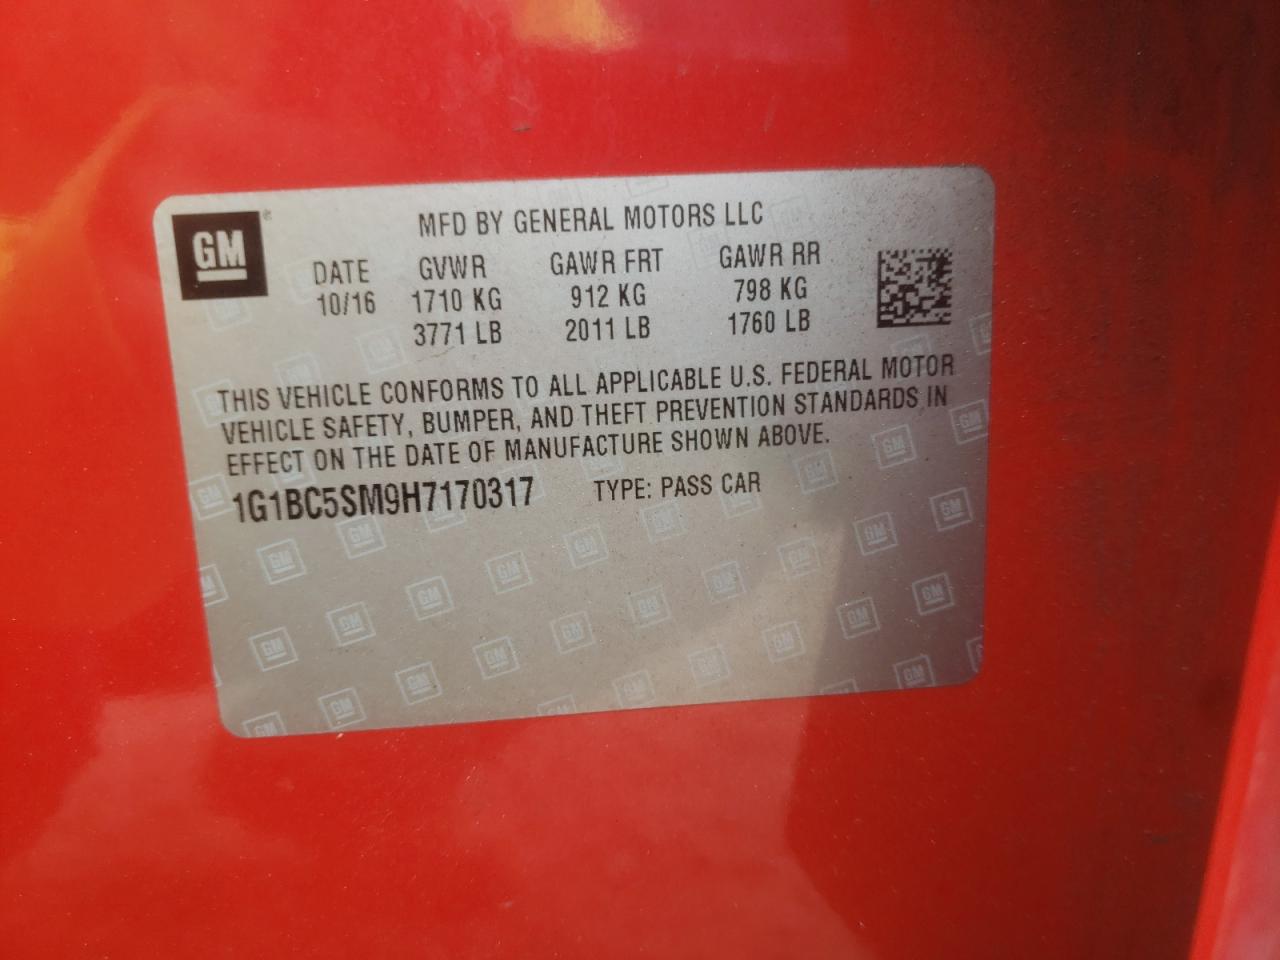 GM®
MFD BY GENERAL MOTORS LLC
DATE GVWR GAWR FRT GAWR RR
10/16 1710 KG 912 KG 798 KG
3771 LB 2011 LB 1760 LB
THIS VEHICLE CONFORMS TO ALL APPLICABLE U.S. FEDERAL MOTOR
VEHICLE SAFETY, BUMPER, AND THEFT PREVENTION STANDARDS IN
EFFECT ON THE DATE OF MANUFACTURE SHOWN ABOVE.
1G1BC5SM9H7170317 TYPE: PASS CAR